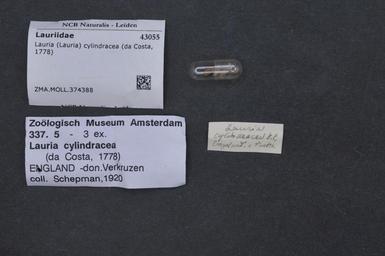 NCB Naturalis - Leiden
Lauriidae 43055
Lauria (Lauria) cylindracea (da Costa,
1778)
ZMA.MOLL.374388
Zoölogisch Museum Amsterdam
337. 5 - 3 ex.
Lauria cylindracea
(da Costa, 1778)
ENGLAND -don.Verkruzen
coll. Schepman,1920
Lauria